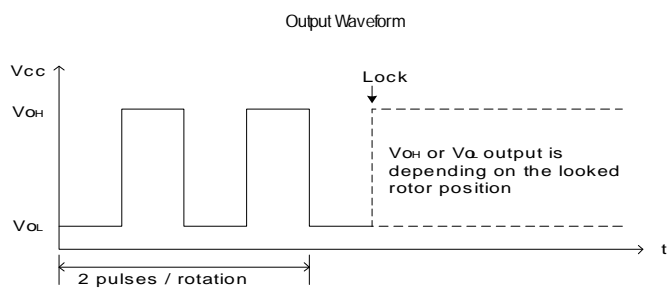 Output Waveform
Vcc
Lock
VOH
VOH or VOL output is
depending on the looked
rotor position
VOL
t
2 pulses / rotation